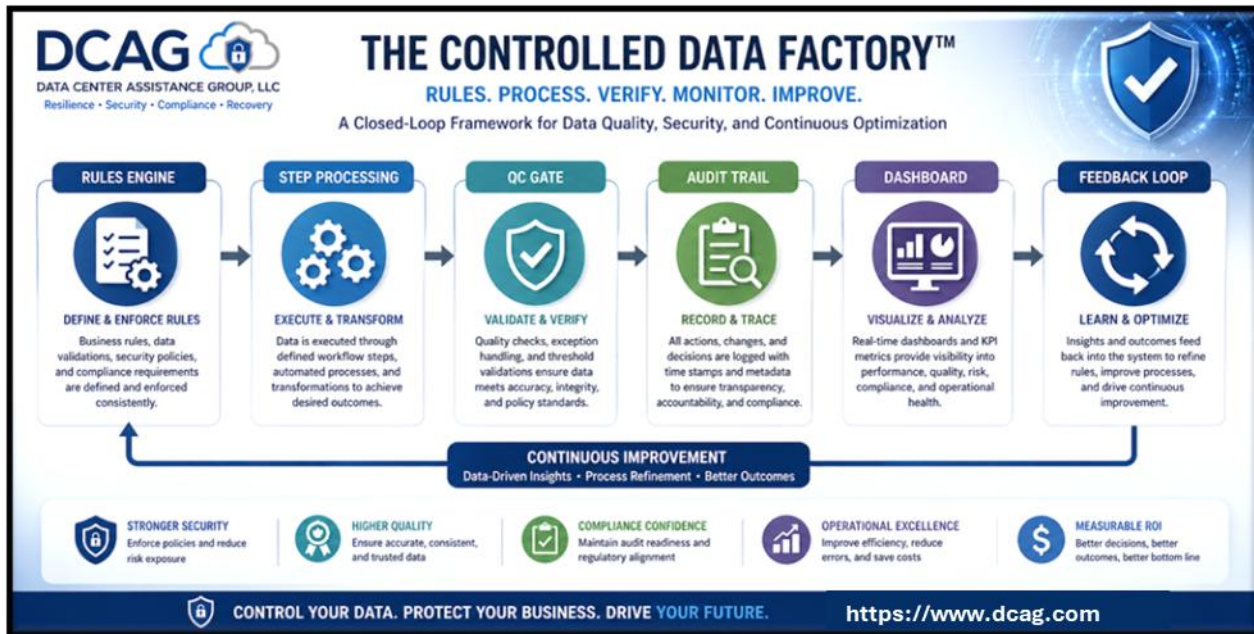 DCAG
DATA CENTER ASSISTANCE GROUP, LLC
Resilience • Security • Compliance • Recovery
THE CONTROLLED DATA FACTORY™
RULES. PROCESS. VERIFY. MONITOR. IMPROVE.
A Closed-Loop Framework for Data Quality, Security, and Continuous Optimization
RULES ENGINE
DEFINE & ENFORCE RULES
Business rules, data
validations, security policies,
and compliance requirements
are defined and enforced
consistently.
STEP PROCESSING
EXECUTE & TRANSFORM
Data is executed through
defined workflow steps,
automated processes, and
transformations to achieve
desired outcomes.
QC GATE
VALIDATE & VERIFY
Quality checks, exception
handling, and threshold
validations ensure data
meets accuracy, integrity,
and policy standards.
AUDIT TRAIL
RECORD & TRACE
All actions, changes, and
decisions are logged with
time stamps and metadata
to ensure transparency,
accountability, and compliance.
DASHBOARD
VISUALIZE & ANALYZE
Real-time dashboards and KPI
metrics provide visibility into
performance, quality, risk,
compliance, and operational
health.
FEEDBACK LOOP
LEARN & OPTIMIZE
Insights and outcomes feed
back into the system to refine
rules, improve processes,
and drive continuous
improvement.
CONTINUOUS IMPROVEMENT
Data-Driven Insights • Process Refinement • Better Outcomes
STRONGER SECURITY
Enforce policies and reduce
risk exposure
HIGHER QUALITY
Ensure accurate, consistent,
and trusted data
COMPLIANCE CONFIDENCE
Maintain audit readiness and
regulatory alignment
OPERATIONAL EXCELLENCE
Improve efficiency, reduce
errors, and save costs
MEASURABLE ROI
Better decisions, better
outcomes, better bottom line
CONTROL YOUR DATA. PROTECT YOUR BUSINESS. DRIVE YOUR FUTURE.
https://www.dcag.com